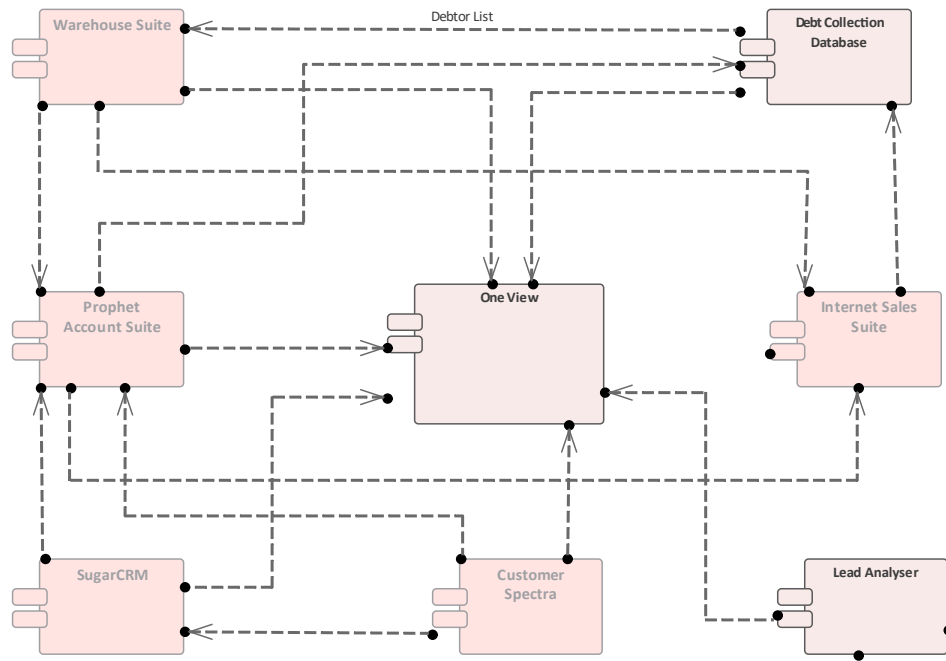 Warehouse Suite
Debtor List
Debt Collection
Database
Prophet
Account Suite
One View
Internet Sales
Suite
SugarCRM
Customer
Spectra
Lead Analyser